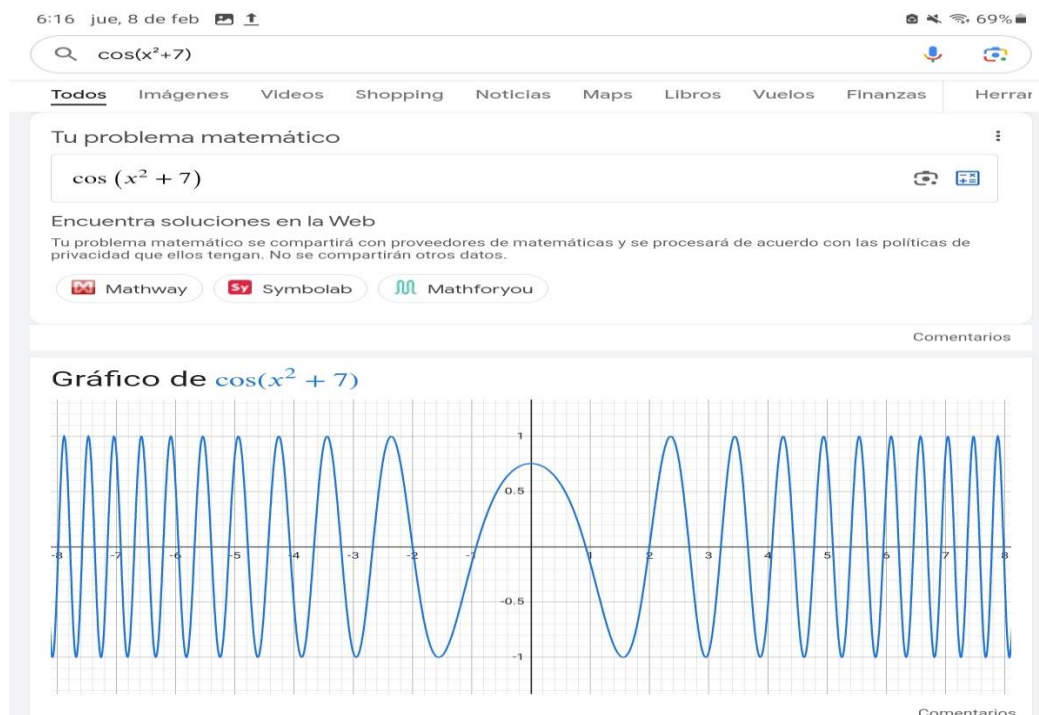 6:16 jue, 8 de feb 69%
cos(x²+7)
Todos Imágenes Videos Shopping Noticias Maps Libros Vuelos Finanzas Herrar
Tu problema matemático
cos (x² + 7)
Encuentra soluciones en la Web
Tu problema matemático se compartirá con proveedores de matemáticas y se procesará de acuerdo con las políticas de
privacidad que ellos tengan. No se compartirán otros datos.
Mathway Sy Symbolab Mathforyou
Comentarios
Gráfico de cos(x² + 7)
1
0.5
-8 -7 -6 -5 -4 -3 -2 -1 1 2 3 4 5 6 7 8
-0.5
-1
Comentarios